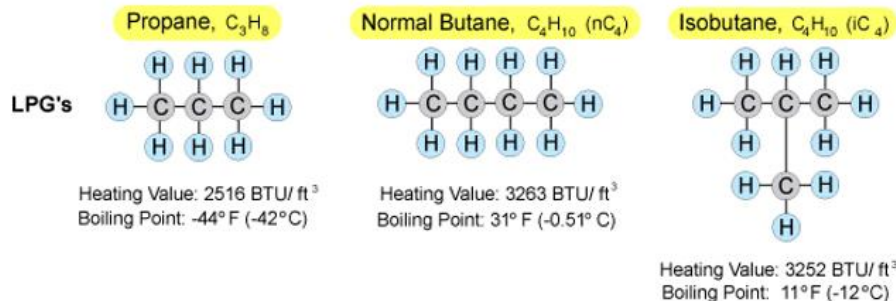 Propane, C₃H₈
Normal Butane, C₄H₁₀ (nC₄)
Isobutane, C₄H₁₀ (iC₄)
LPG's
H H H
H C C C H
H H H
Heating Value: 2516 BTU/ ft³
Boiling Point: -44° F (-42°C)
H H H H
H C C C C H
H H H H
Heating Value: 3263 BTU/ ft³
Boiling Point: 31° F (-0.51° C)
H H H
H C C C H
H H
H C H
H
Heating Value: 3252 BTU/ ft³
Boiling Point: 11°F (-12°C)